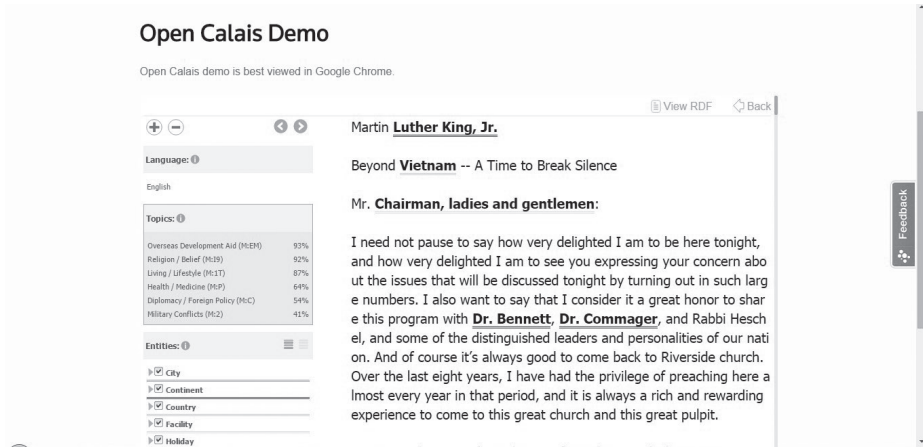 Open Calais Demo
Open Calais demo is best viewed in Google Chrome.
View RDF Back
Language:
English
Topics:
Overseas Development Aid (M:EM) 93%
Religion / Belief (M:I9) 92%
Living / Lifestyle (M:1T) 87%
Health / Medicine (M:P) 64%
Diplomacy / Foreign Policy (M:C) 54%
Military Conflicts (M:2) 41%
Entities:
City
Continent
Country
Facility
Holiday
Martin Luther King, Jr.
Beyond Vietnam -- A Time to Break Silence
Mr. Chairman, ladies and gentlemen:
I need not pause to say how very delighted I am to be here tonight,
and how very delighted I am to see you expressing your concern abo
ut the issues that will be discussed tonight by turning out in such larg
e numbers. I also want to say that I consider it a great honor to shar
e this program with Dr. Bennett, Dr. Commager, and Rabbi Hesch
el, and some of the distinguished leaders and personalities of our nati
on. And of course it’s always good to come back to Riverside church.
Over the last eight years, I have had the privilege of preaching here a
lmost every year in that period, and it is always a rich and rewarding
experience to come to this great church and this great pulpit.
Feedback